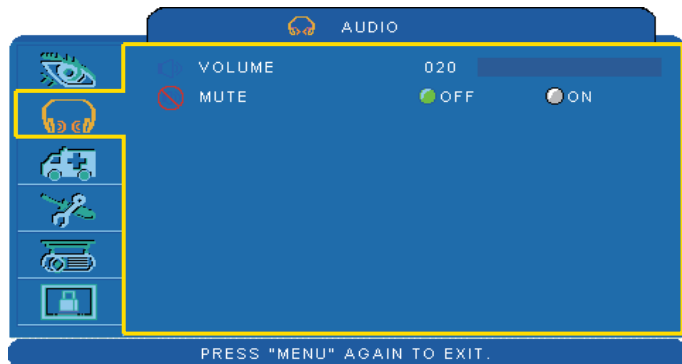 AUDIO
VOLUME 020
MUTE OFF ON
PRESS "MENU" AGAIN TO EXIT.